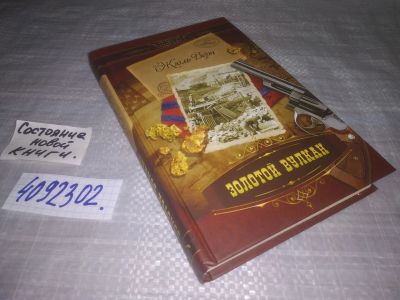 Жюль Верн
ЗОЛОТОЙ ВУЛКАН
Состояние
новой
книги.
4092302.